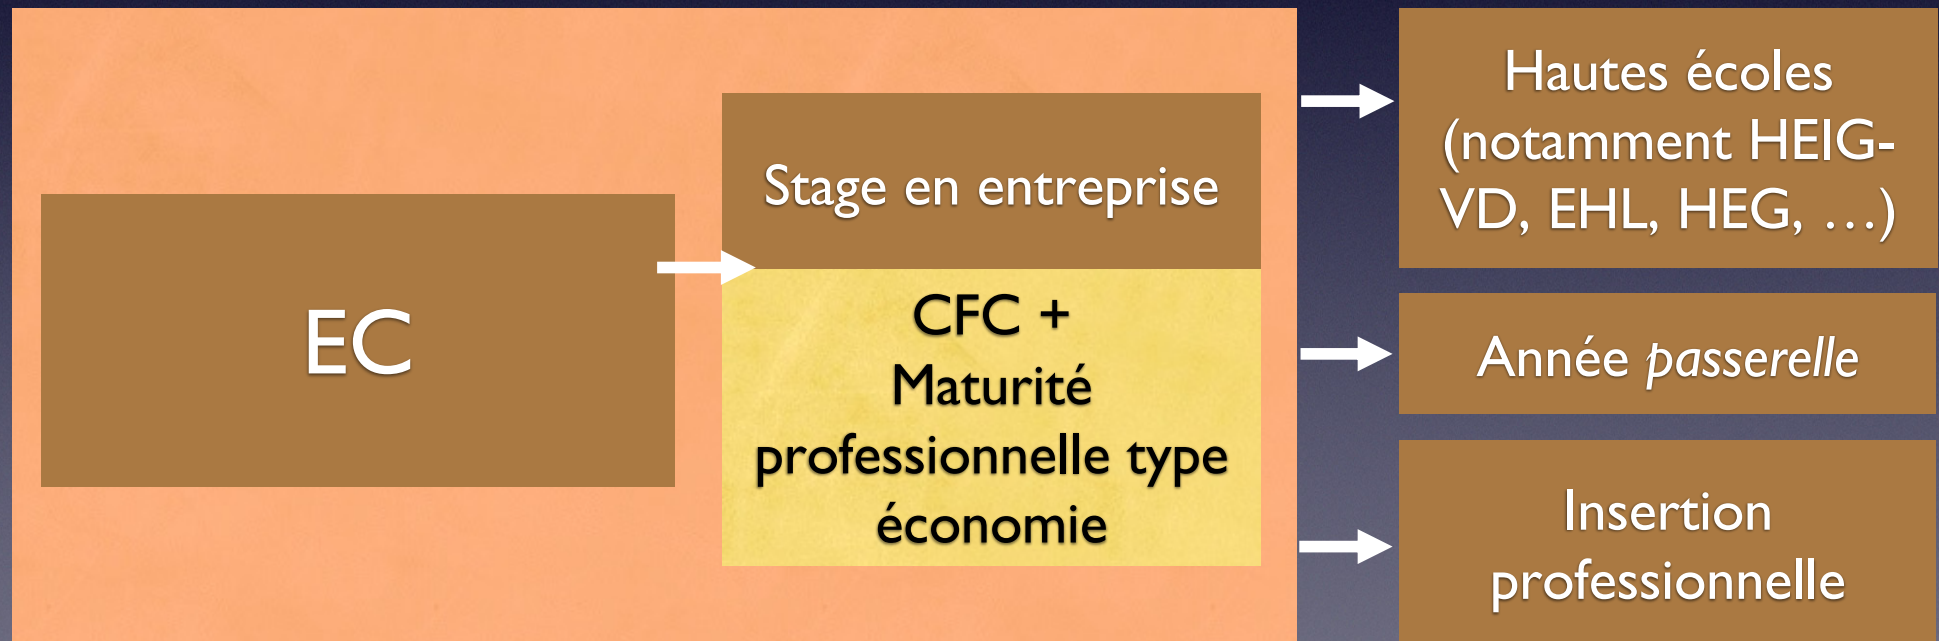 EC
Stage en entreprise
CFC +
Maturité
professionnelle type
économie
Hautes écoles
(notamment HEIG-
VD, EHL, HEG, …)
Année passerelle
Insertion
professionnelle